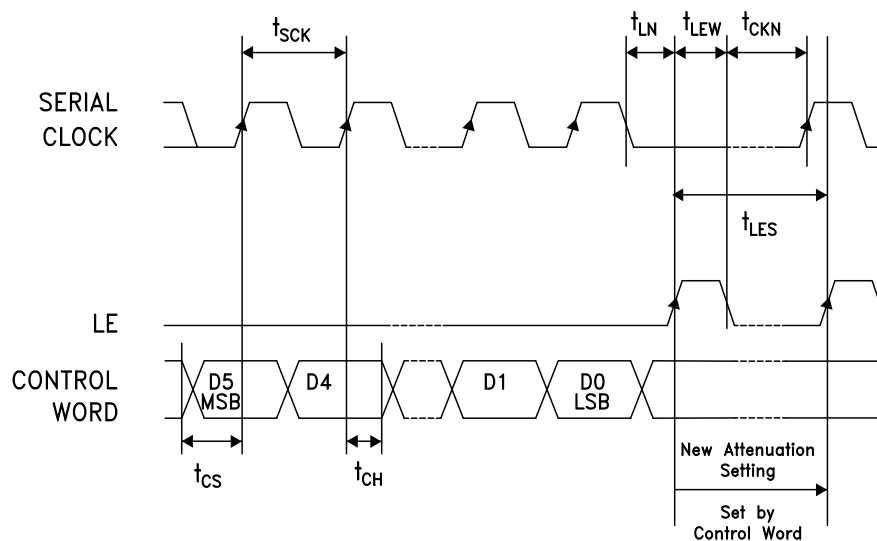 tSCK
tLN
tLEW
tCKN
SERIAL
CLOCK
tLES
LE
CONTROL
WORD
D5
MSB
D4
D1
D0
LSB
tCS
tCH
New Attenuation
Setting
Set by
Control Word